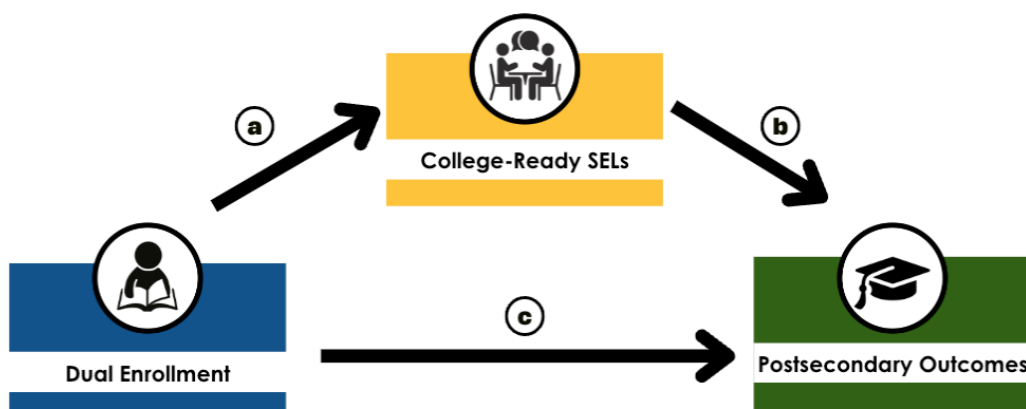 a
b
College-Ready SELs
c
Dual Enrollment
Postsecondary Outcomes